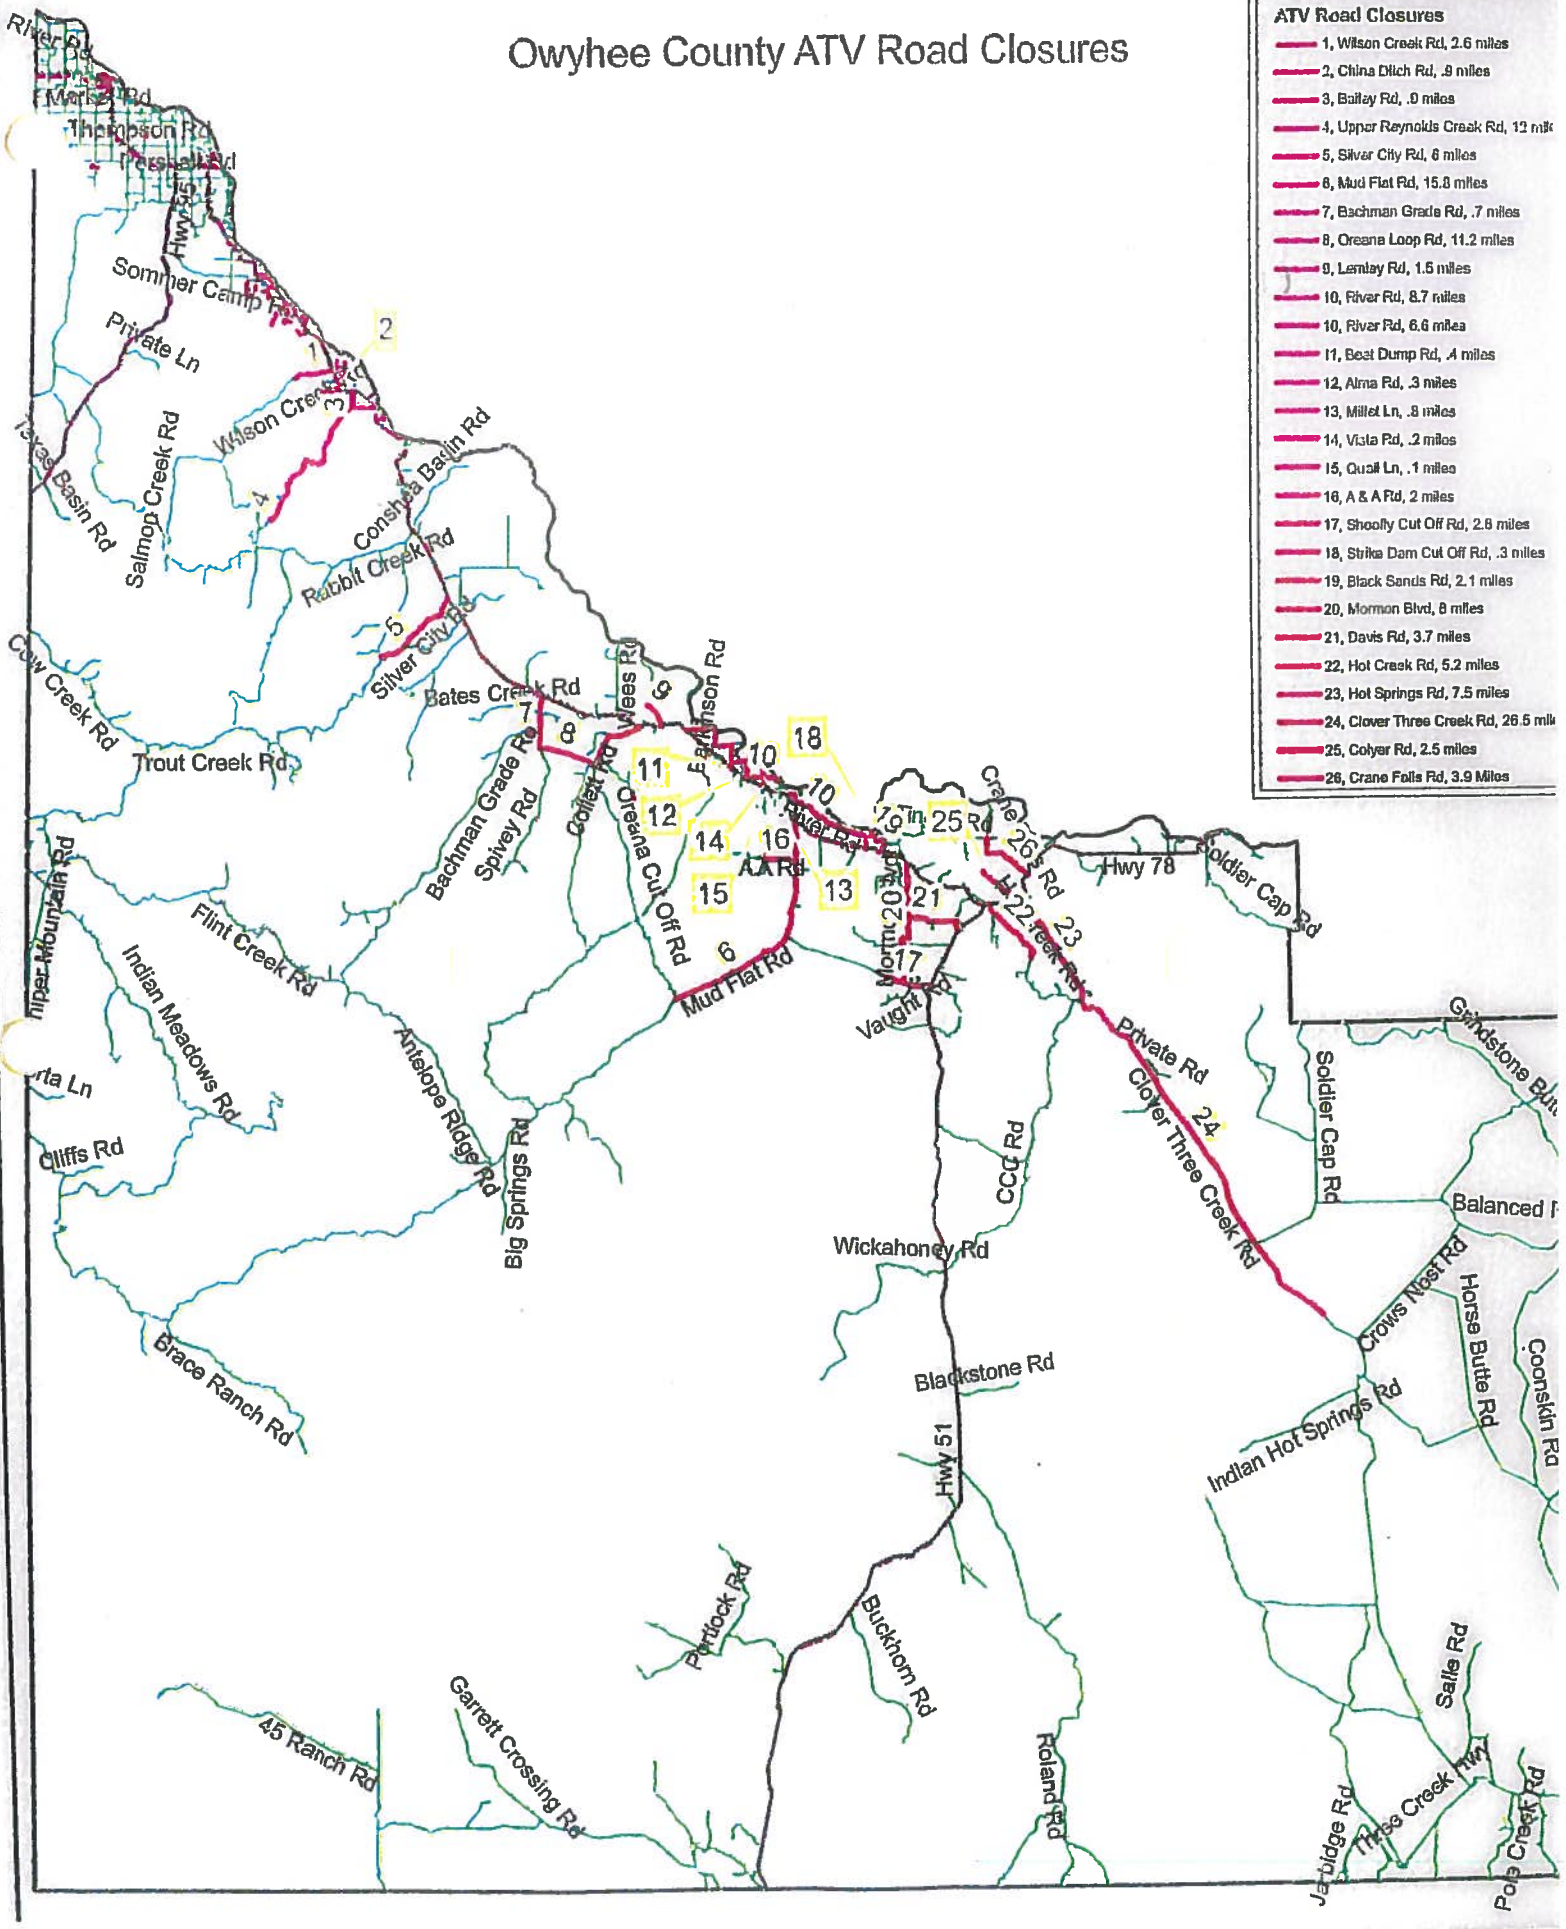 Owyhee County ATV Road Closures
ATV Road Closures
1, Wilson Creek Rd, 2.6 miles
2, China Ditch Rd, .9 miles
3, Bailey Rd, .9 miles
4, Upper Reynolds Creek Rd, 12 mile
5, Silver City Rd, 6 miles
6, Mud Flat Rd, 15.8 miles
7, Bachman Grade Rd, .7 miles
8, Oreana Loop Rd, 11.2 miles
9, Lemley Rd, 1.5 miles
10, River Rd, 8.7 miles
10, River Rd, 6.6 miles
11, Beet Dump Rd, .4 miles
12, Alma Rd, .3 miles
13, Millet Ln, .8 miles
14, Vista Rd, .2 miles
15, Quail Ln, .1 miles
16, A & A Rd, 2 miles
17, Shoofly Cut Off Rd, 2.8 miles
18, Strike Dam Cut Off Rd, .3 miles
19, Black Sands Rd, 2.1 miles
20, Mormon Blvd, 8 miles
21, Davis Rd, 3.7 miles
22, Hot Creek Rd, 5.2 miles
23, Hot Springs Rd, 7.5 miles
24, Clover Three Creek Rd, 26.5 mile
25, Colyer Rd, 2.5 miles
26, Crane Falls Rd, 3.9 Miles
River Rd
Market Rd
Thompson Rd
Hwy 95
Sommer Camp Rd
Private Ln
1
2
3
Wilson Creek Rd
4
Texas Basin Rd
Salmon Creek Rd
Conshea Basin Rd
Rabbit Creek Rd
5
Silver City Rd
Cow Creek Rd
Trout Creek Rd
Bates Creek Rd
Wees Rd
9
7
8
11
10
18
12
14
16
10
River Rd
19
25
Rd
26
Hwy 78
Soldier Cap Rd
Bachman Grade Rd
Spivey Rd
Collett Rd
Oreana Cut Off Rd
A A Rd
15
13
20
21
22
23
17
6
Mud Flat Rd
Vaught Rd
niper Mountain Rd
Flint Creek Rd
Indian Meadows Rd
Antelope Ridge Rd
rta Ln
Cliffs Rd
Big Springs Rd
Brace Ranch Rd
Private Rd
24
Clover Three Creek Rd
CCC Rd
Wickahoney Rd
Soldier Cap Rd
Grindstone Butt
Balanced
Crows Nest Rd
Horse Butte Rd
Coonskin Rd
Blackstone Rd
Indian Hot Springs Rd
Hwy 51
Portlock Rd
Buckhorn Rd
45 Ranch Rd
Garrett Crossing Rd
Roland Rd
Salle Rd
Jarbidge Rd
Three Creek Hwy
Pole Creek Rd